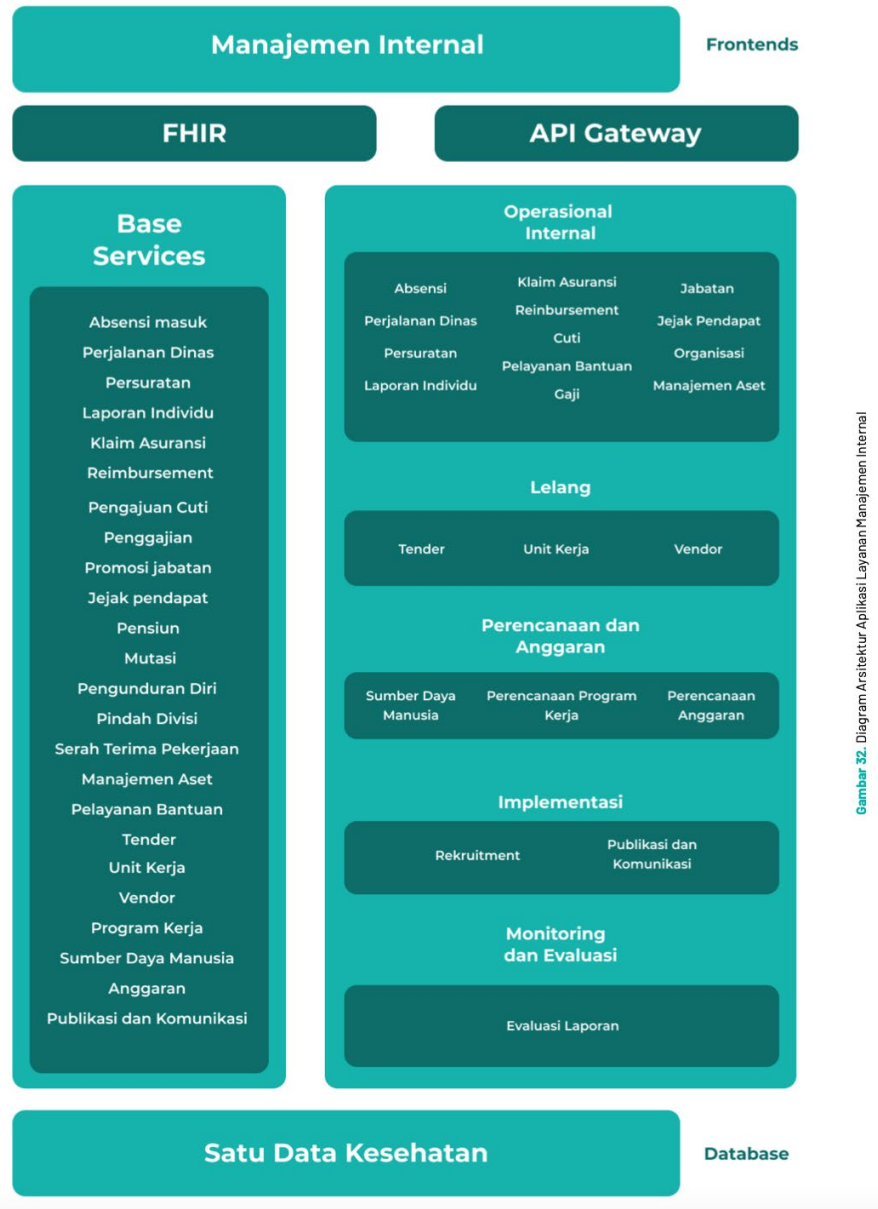 Manajemen Internal
Frontends
FHIR
API Gateway
Base
Services
Absensi masuk
Perjalanan Dinas
Persuratan
Laporan Individu
Klaim Asuransi
Reimbursement
Pengajuan Cuti
Penggajian
Promosi jabatan
Jejak pendapat
Pensiun
Mutasi
Pengunduran Diri
Pindah Divisi
Serah Terima Pekerjaan
Manajemen Aset
Pelayanan Bantuan
Tender
Unit Kerja
Vendor
Program Kerja
Sumber Daya Manusia
Anggaran
Publikasi dan Komunikasi
Operasional
Internal
Absensi
Perjalanan Dinas
Persuratan
Laporan Individu
Klaim Asuransi
Reinbursement
Cuti
Pelayanan Bantuan
Gaji
Jabatan
Jejak Pendapat
Organisasi
Manajemen Aset
Lelang
Tender
Unit Kerja
Vendor
Perencanaan dan
Anggaran
Sumber Daya
Manusia
Perencanaan Program
Kerja
Perencanaan
Anggaran
Implementasi
Rekruitment
Publikasi dan
Komunikasi
Monitoring
dan Evaluasi
Evaluasi Laporan
Satu Data Kesehatan
Database
Gambar 32. Diagram Arsitektur Aplikasi Layanan Manajemen Internal